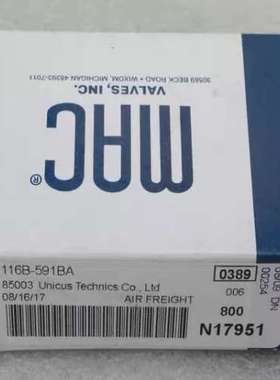 30569 BECK ROAD • WIXOM, MICHIGAN 48393-7011
VALVES, INC.
MAC®
116B-591BA
85003 Unicus Technics Co., Ltd
08/16/17
AIR FREIGHT
0389
006
800
N17951
00254